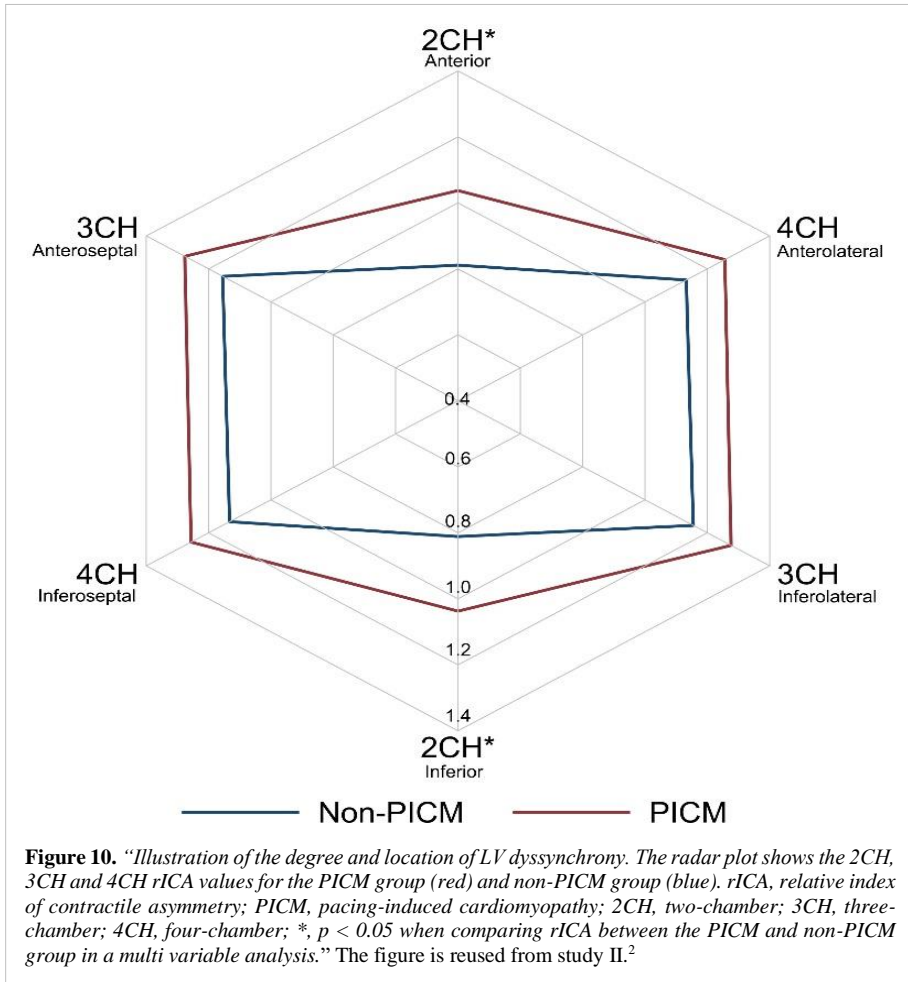 2CH*
Anterior
3CH
Anteroseptal
4CH
Anterolateral
0.4
0.6
0.8
1.0
1.2
1.4
4CH
Inferoseptal
3CH
Inferolateral
2CH*
Inferior
Non-PICM
PICM
Figure 10. “Illustration of the degree and location of LV dyssynchrony. The radar plot shows the 2CH,
3CH and 4CH rICA values for the PICM group (red) and non-PICM group (blue). rICA, relative index
of contractile asymmetry; PICM, pacing-induced cardiomyopathy; 2CH, two-chamber; 3CH, three-
chamber; 4CH, four-chamber; *, p < 0.05 when comparing rICA between the PICM and non-PICM
group in a multi variable analysis.” The figure is reused from study II.2